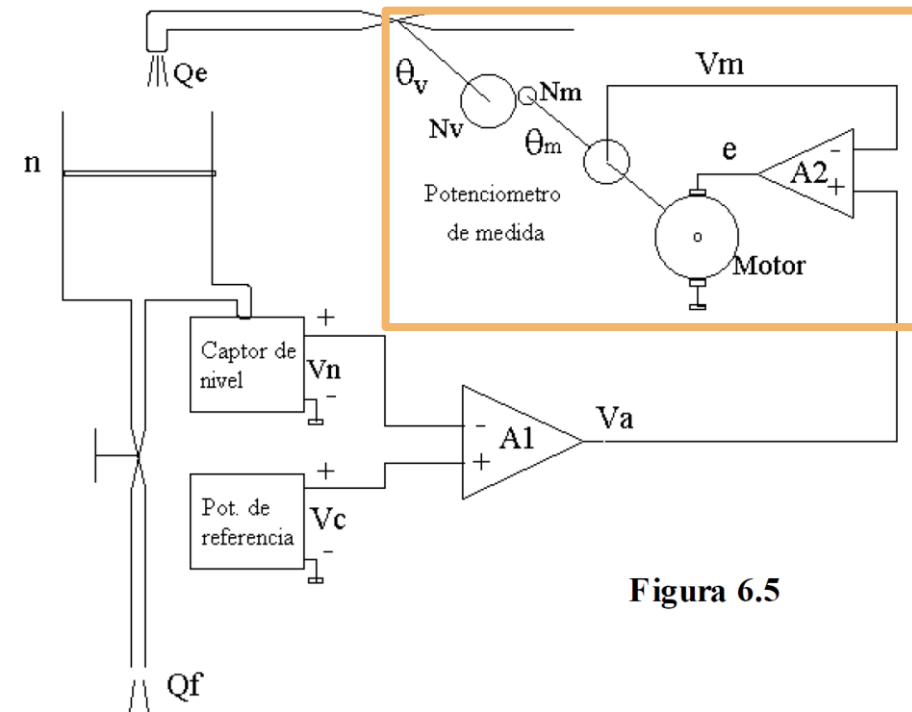 Qe
θv
Nv
Nm
θm
Vm
n
e
A2
-
+
Potenciometro
de medida
Motor
Captor de
nivel
+
Vn
-
Va
A1
-
+
Pot. de
referencia
+
Vc
-
Figura 6.5
Qf